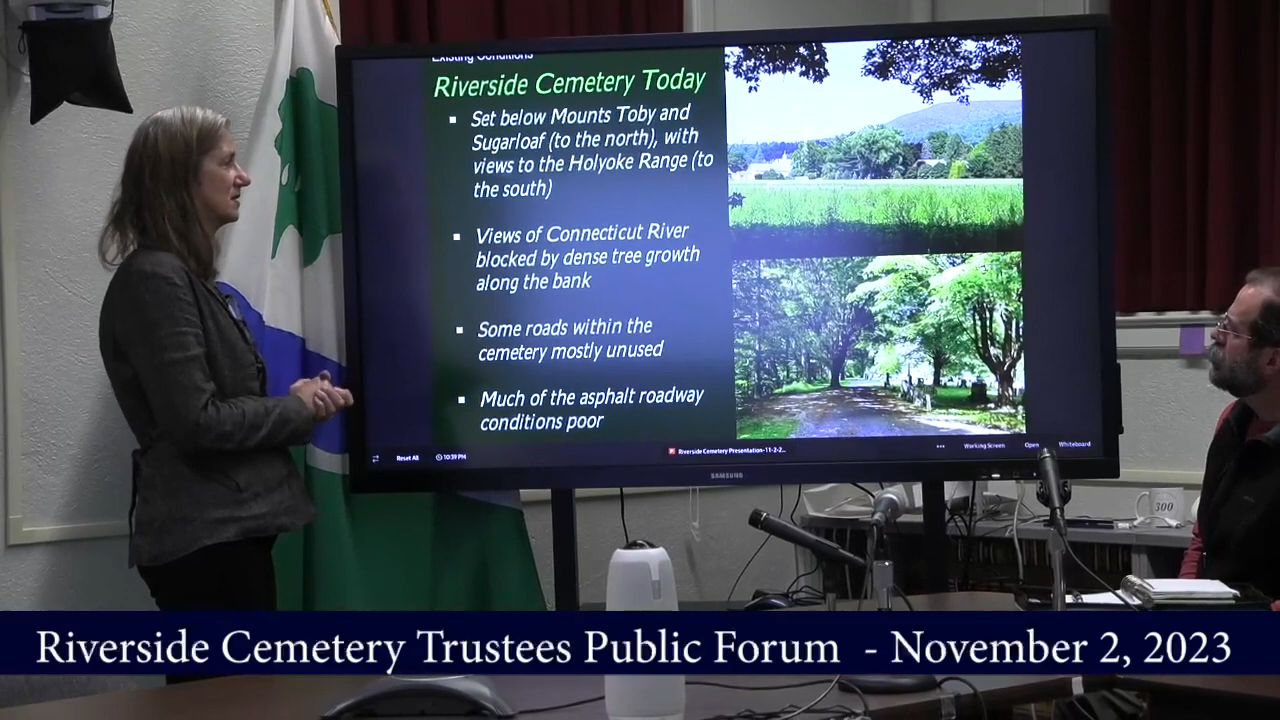 Existing Conditions
Riverside Cemetery Today
▪ Set below Mounts Toby and
Sugarloaf (to the north), with
views to the Holyoke Range (to
the south)
▪ Views of Connecticut River
blocked by dense tree growth
along the bank
▪ Some roads within the
cemetery mostly unused
▪ Much of the asphalt roadway
conditions poor
Reset All 10:39 PM Riverside Cemetery Presentation-11-2-2... ... Working Screen Open Whiteboard
SAMSUNG
300
Riverside Cemetery Trustees Public Forum - November 2, 2023